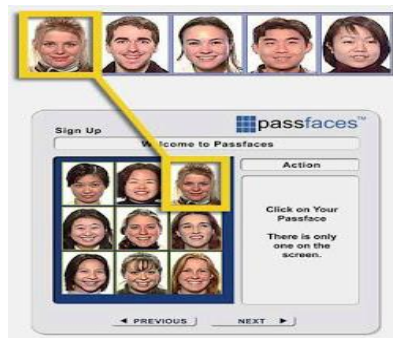 passfaces™
Sign Up
Welcome to Passfaces
Action
Click on Your
Passface
There is only
one on the
screen.
◄ PREVIOUS
NEXT ►